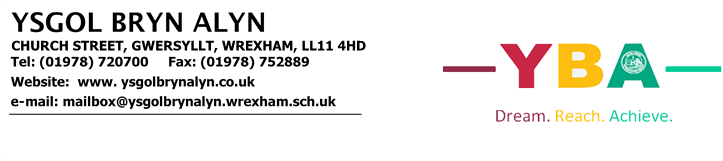 YSGOL BRYN ALYN
CHURCH STREET, GWERSYLLT, WREXHAM, LL11 4HD
Tel: (01978) 720700 Fax: (01978) 752889
Website: www. ysgolbrynalyn.co.uk
e-mail: mailbox@ysgolbrynalyn.wrexham.sch.uk
YBA
Dream. Reach. Achieve.